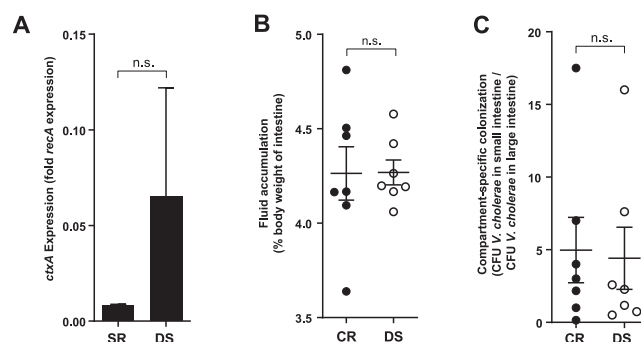 A
ctxA Expression (fold recA expression)
0.15
0.10
0.05
0.00
n.s.
SR
DS
B
Fluid accumulation
(% body weight of intestine)
5.0
4.5
4.0
3.5
n.s.
CR
DS
C
Compartment-specific colonization
(CFU V. cholerae in small intestine /
CFU V. cholerae in large intestine)
20
15
10
5
0
n.s.
CR
DS